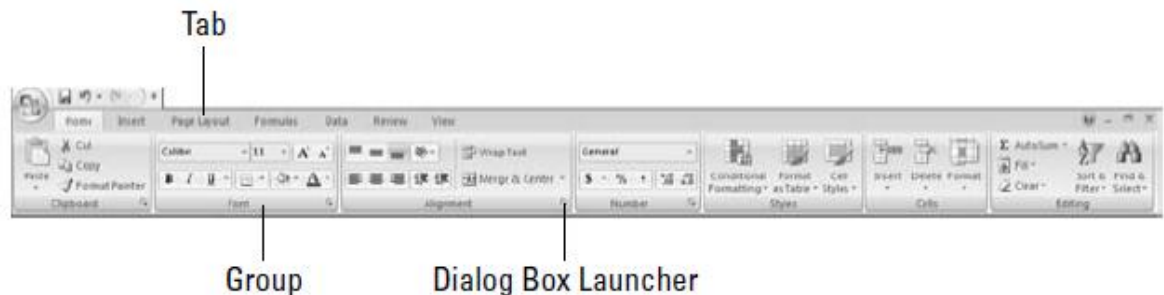 Tab
Home Insert Page Layout Formulas Data Review View
Cut
Copy
Paste
Format Painter
Clipboard
Calibri 11 A A
B I U A
Font
Wrap Text
Merge & Center
Alignment
General
$ % ,
Number
Conditional Formatting
Format as Table
Cell Styles
Styles
Insert Delete Format
Cells
Σ AutoSum
Fill
Clear
Sort & Filter
Find & Select
Editing
Group Dialog Box Launcher